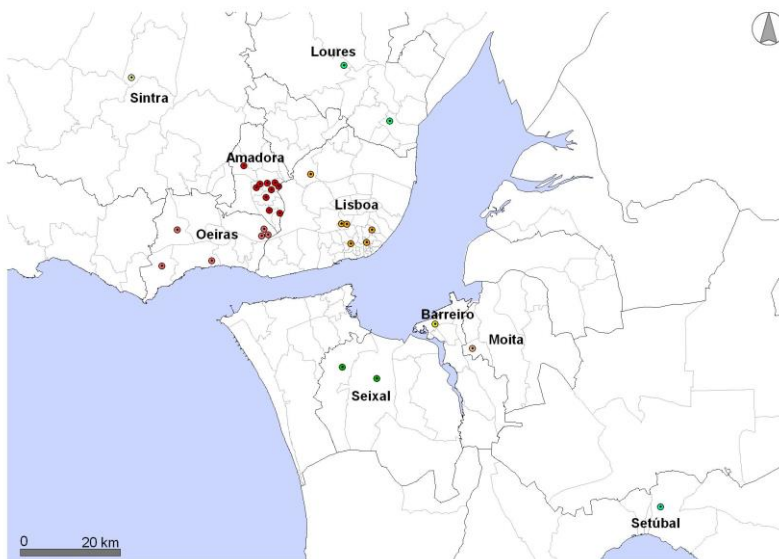 Loures
Sintra
Amadora
Lisboa
Oeiras
Barreiro
Moita
Seixal
Setúbal
0 20 km